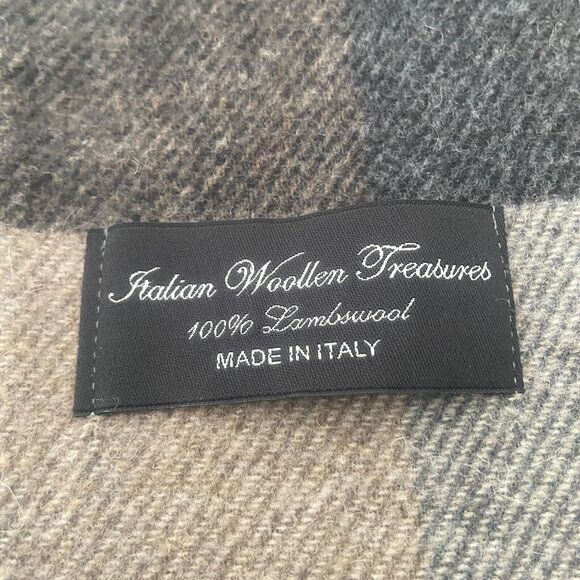 Italian Woollen Treasures
100% Lambswool
MADE IN ITALY